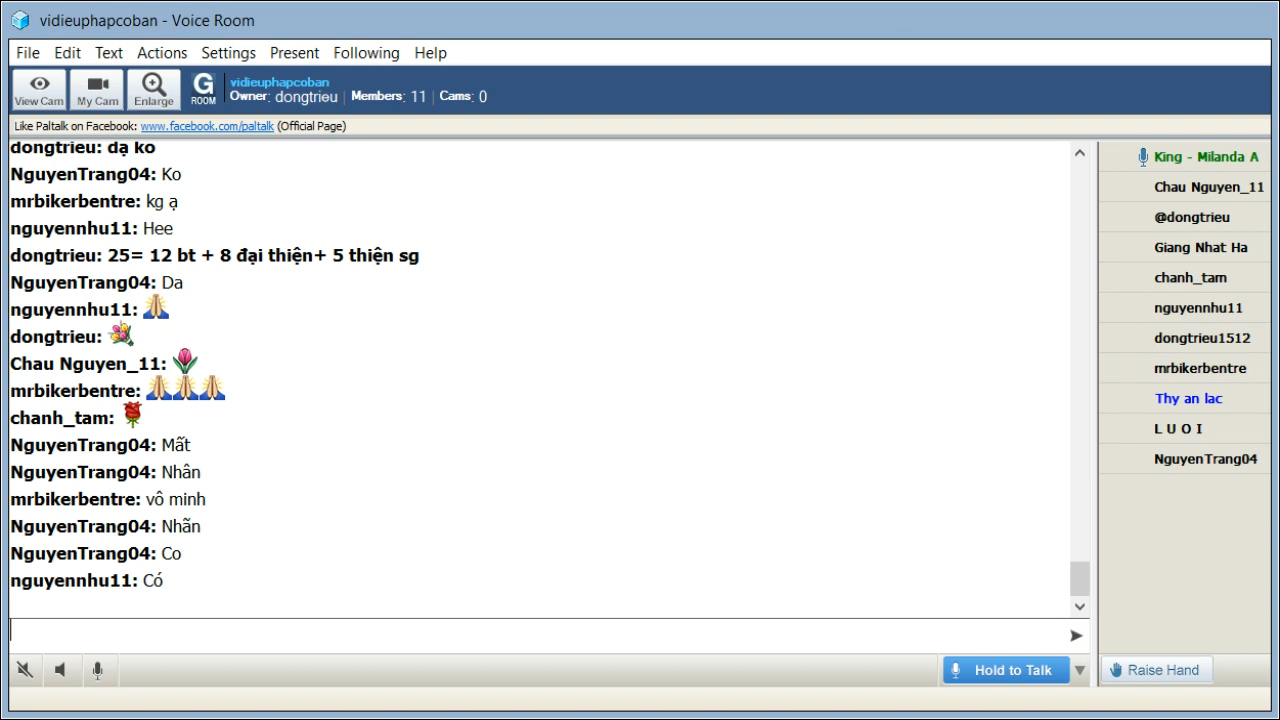 vidieuphapcoban - Voice Room
File Edit Text Actions Settings Present Following Help
View Cam My Cam Enlarge G ROOM vidieuphapcoban
Owner: dongtrieu | Members: 11 | Cams: 0
Like Paltalk on Facebook: www.facebook.com/paltalk (Official Page)
dongtrieu: dạ ko
NguyenTrang04: Ko
mrbikerbentre: kg ạ
nguyennhu11: Hee
dongtrieu: 25= 12 bt + 8 đại thiện+ 5 thiện sg
NguyenTrang04: Da
nguyennhu11:
dongtrieu:
Chau Nguyen_11:
mrbikerbentre:
chanh_tam:
NguyenTrang04: Mất
NguyenTrang04: Nhân
mrbikerbentre: vô minh
NguyenTrang04: Nhãn
NguyenTrang04: Co
nguyennhu11: Có
King - Milanda A
Chau Nguyen_11
@dongtrieu
Giang Nhat Ha
chanh_tam
nguyennhu11
dongtrieu1512
mrbikerbentre
Thy an lac
L U O I
NguyenTrang04
Hold to Talk
Raise Hand